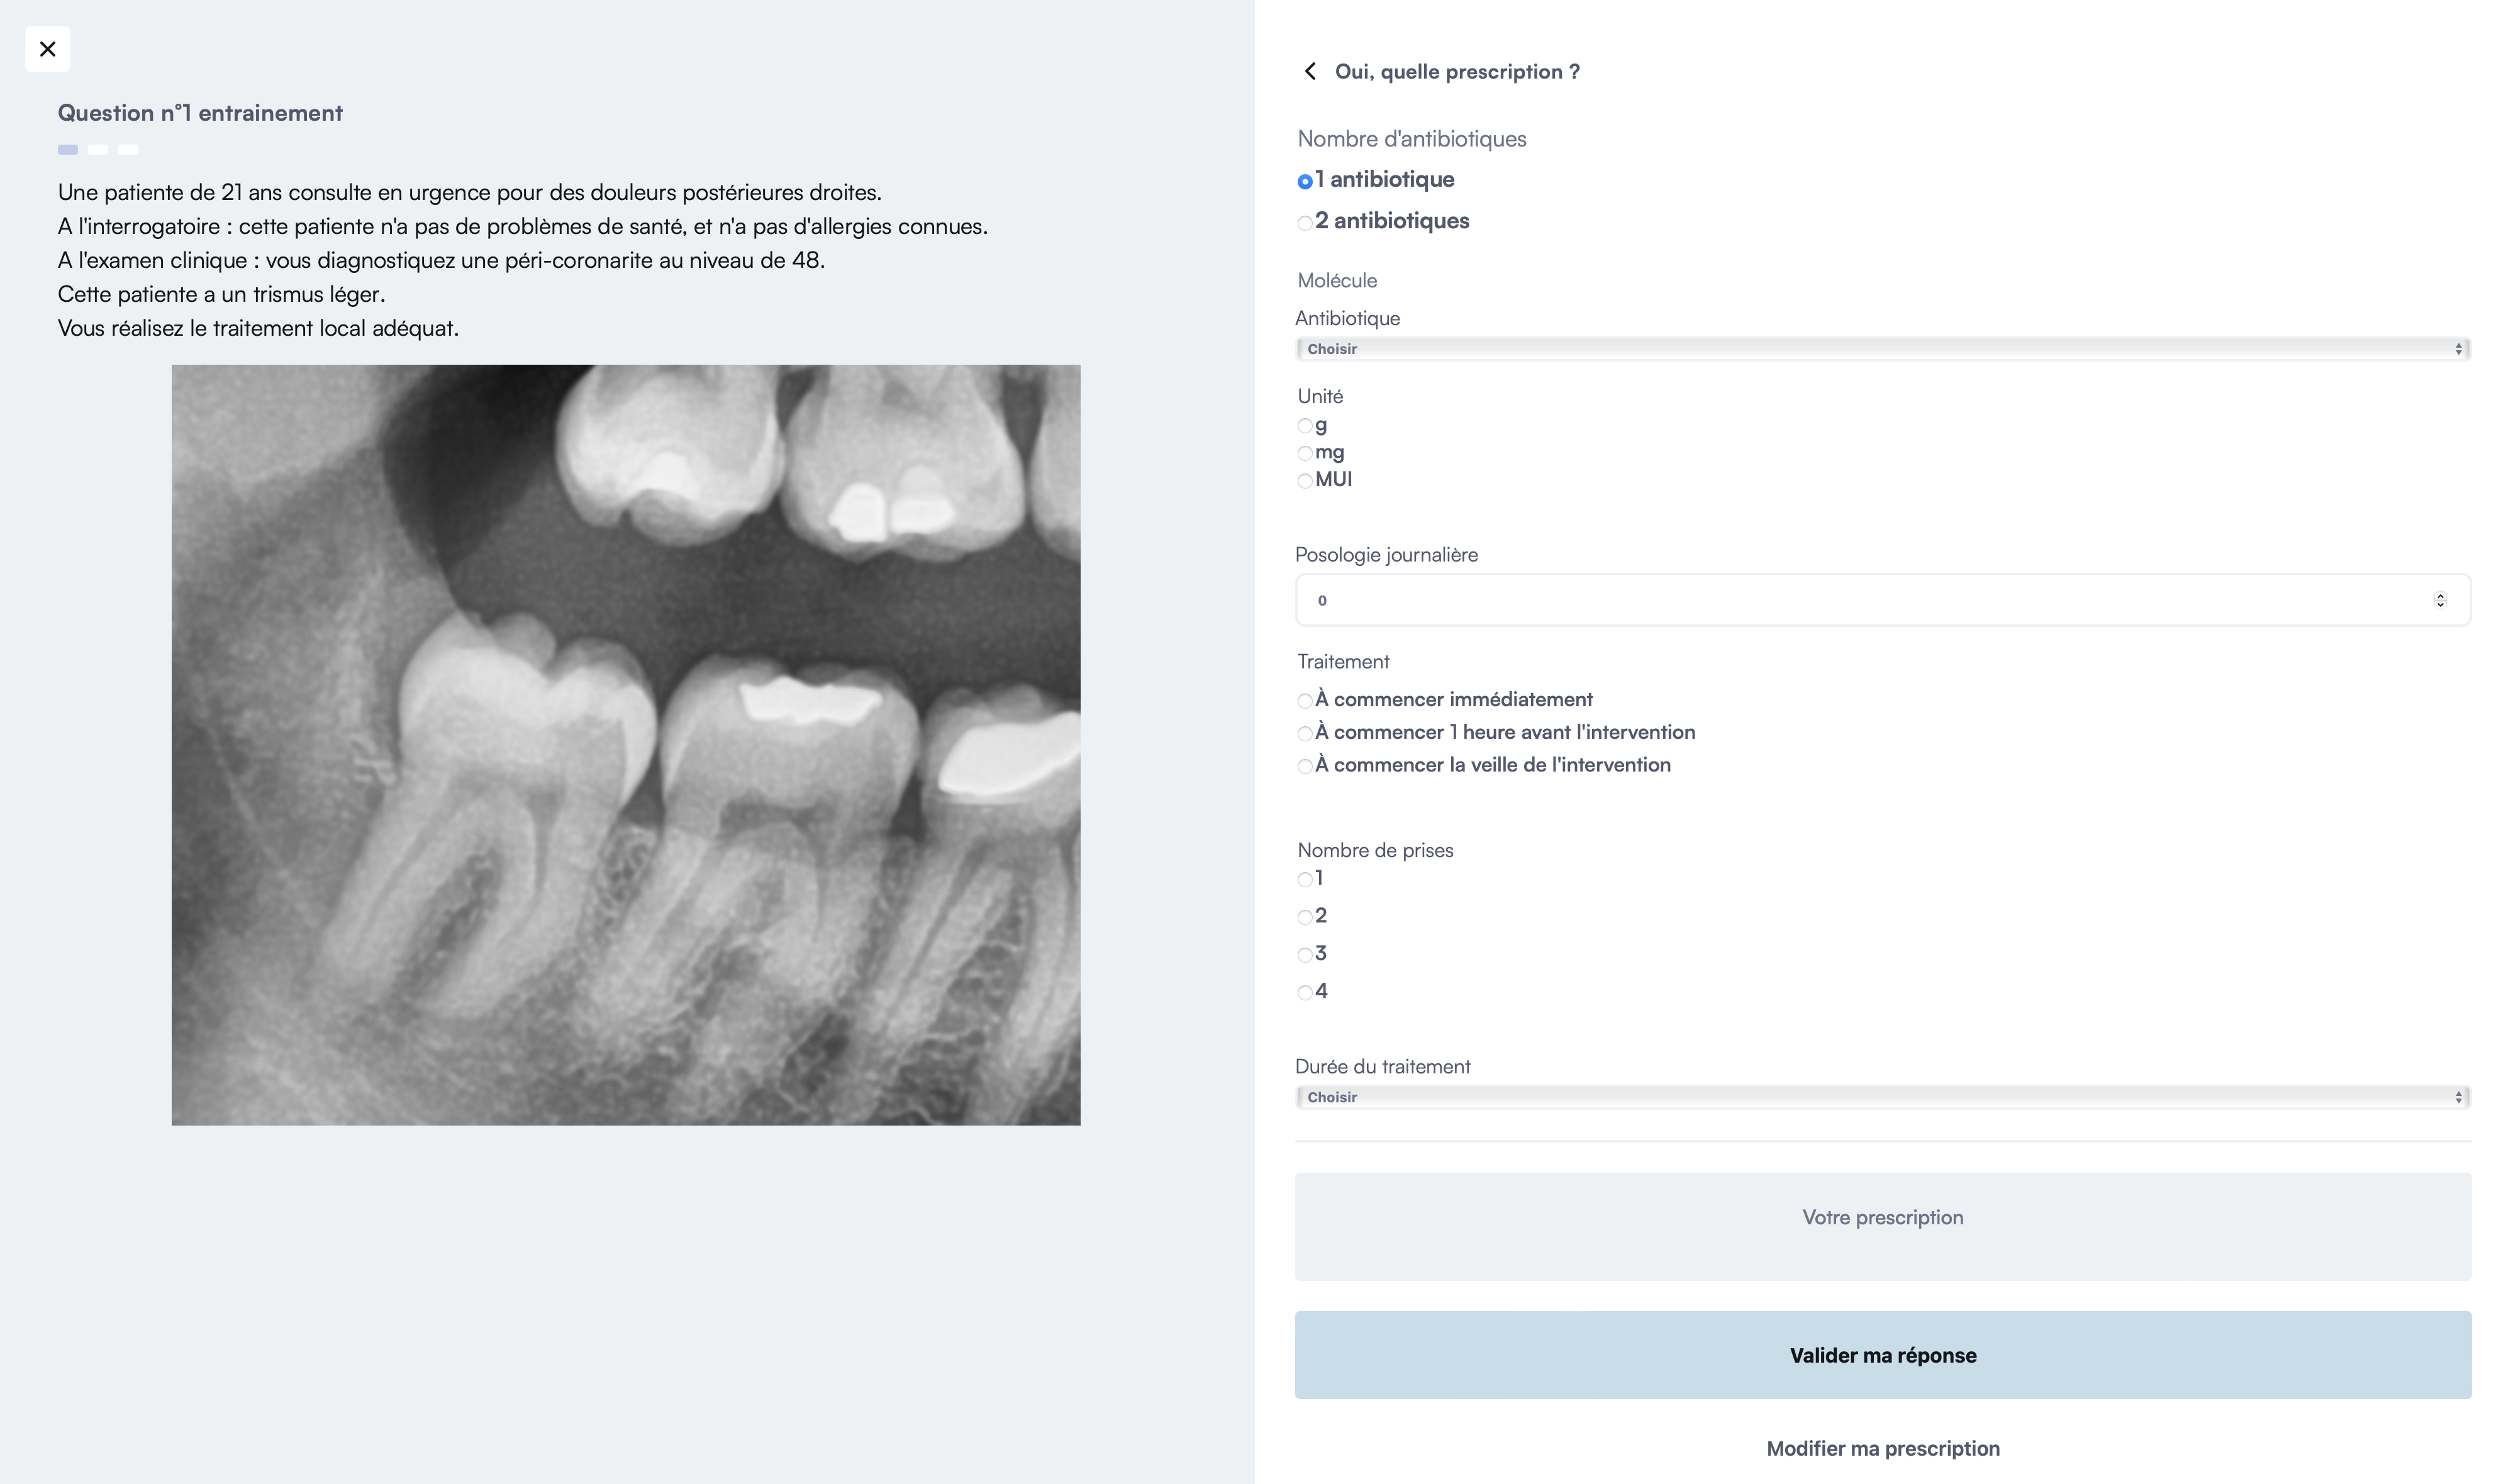 Question n°1 entrainement
Une patiente de 21 ans consulte en urgence pour des douleurs postérieures droites.
A l'interrogatoire : cette patiente n'a pas de problèmes de santé, et n'a pas d'allergies connues.
A l'examen clinique : vous diagnostiquez une péri-coronarite au niveau de 48.
Cette patiente a un trismus léger.
Vous réalisez le traitement local adéquat.
Oui, quelle prescription ?
Nombre d'antibiotiques
1 antibiotique
2 antibiotiques
Molécule
Antibiotique
Choisir
Unité
g
mg
MUI
Posologie journalière
0
Traitement
À commencer immédiatement
À commencer 1 heure avant l'intervention
À commencer la veille de l'intervention
Nombre de prises
1
2
3
4
Durée du traitement
Choisir
Votre prescription
Valider ma réponse
Modifier ma prescription